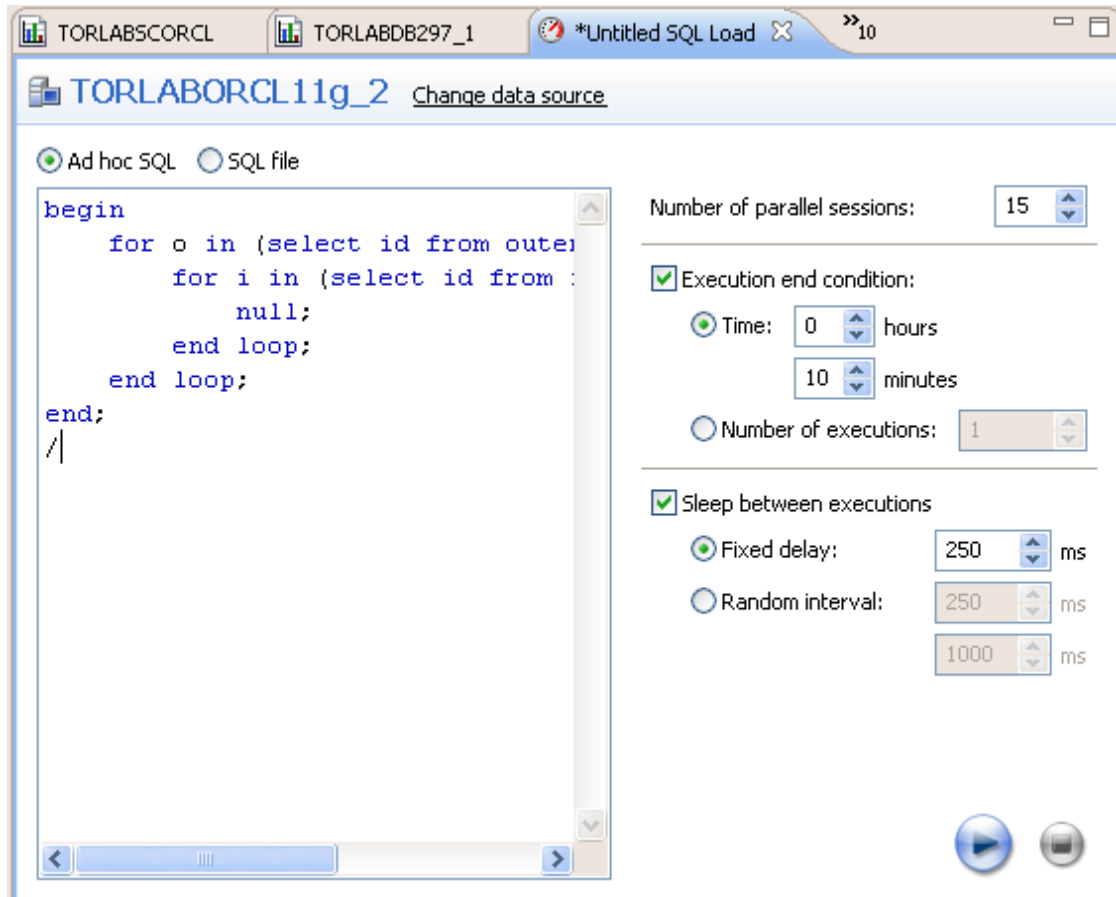 TORLABSCORCL TORLABDB297_1 *Untitled SQL Load »10
TORLABORCL11g_2 Change data source
Ad hoc SQL SQL file
begin
for o in (select id from outer
for i in (select id from
null;
end loop;
end loop;
end;
/
Number of parallel sessions: 15
Execution end condition:
Time: 0 hours
10 minutes
Number of executions: 1
Sleep between executions
Fixed delay: 250 ms
Random interval: 250 ms
1000 ms